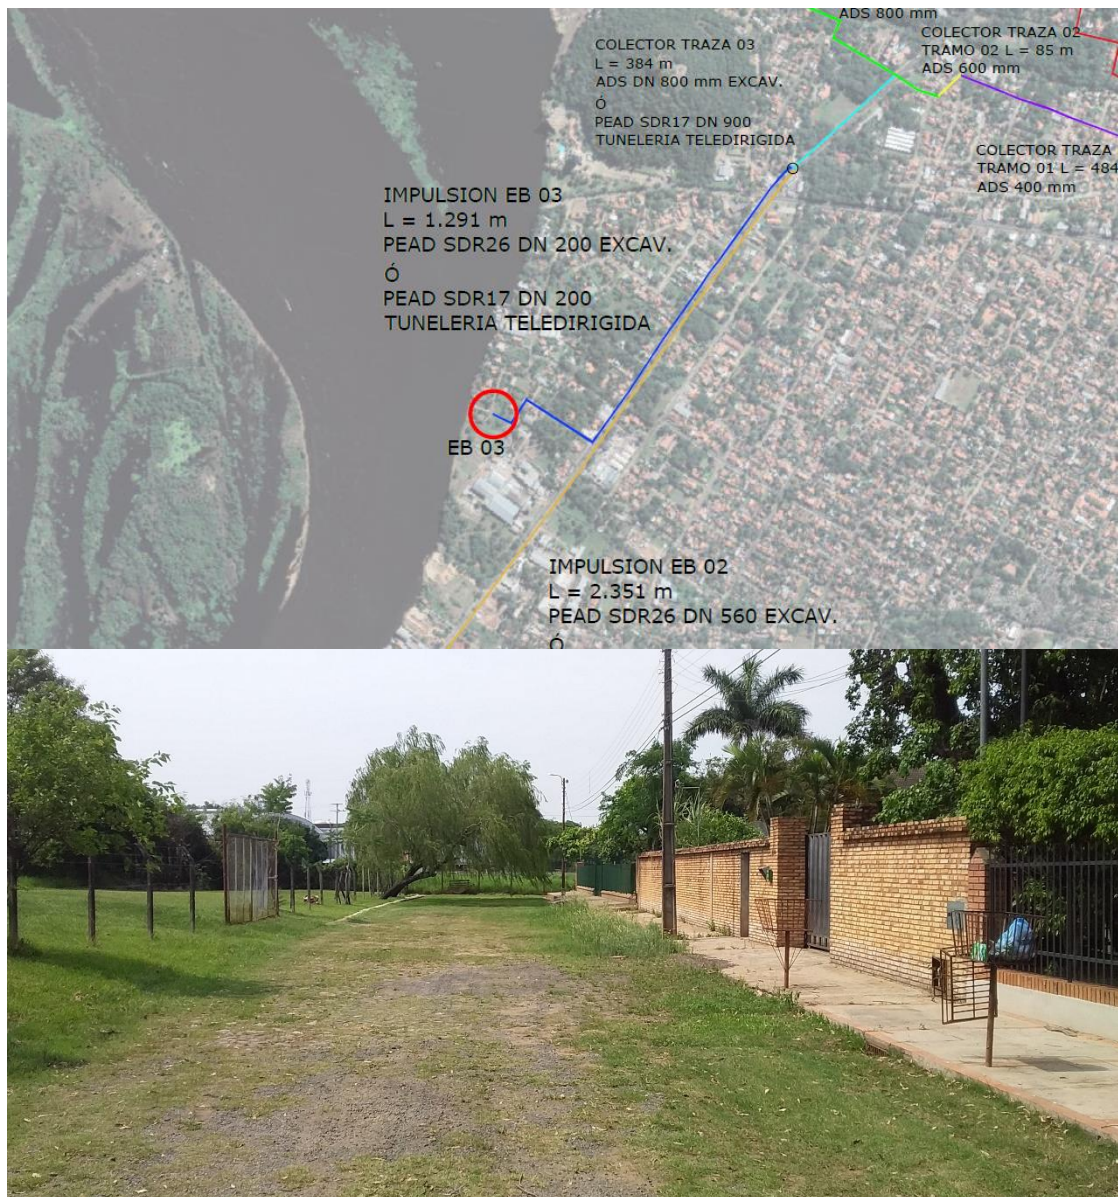 ADS 800 mm
COLECTOR TRAZA 03
L = 384 m
ADS DN 800 mm EXCAV.
Ó
PEAD SDR17 DN 900
TUNELERIA TELEDIRIGIDA
COLECTOR TRAZA 02
TRAMO 02 L = 85 m
ADS 600 mm
COLECTOR TRAZA
TRAMO 01 L = 484
ADS 400 mm
IMPULSION EB 03
L = 1.291 m
PEAD SDR26 DN 200 EXCAV.
Ó
PEAD SDR17 DN 200
TUNELERIA TELEDIRIGIDA
EB 03
IMPULSION EB 02
L = 2.351 m
PEAD SDR26 DN 560 EXCAV.
Ó